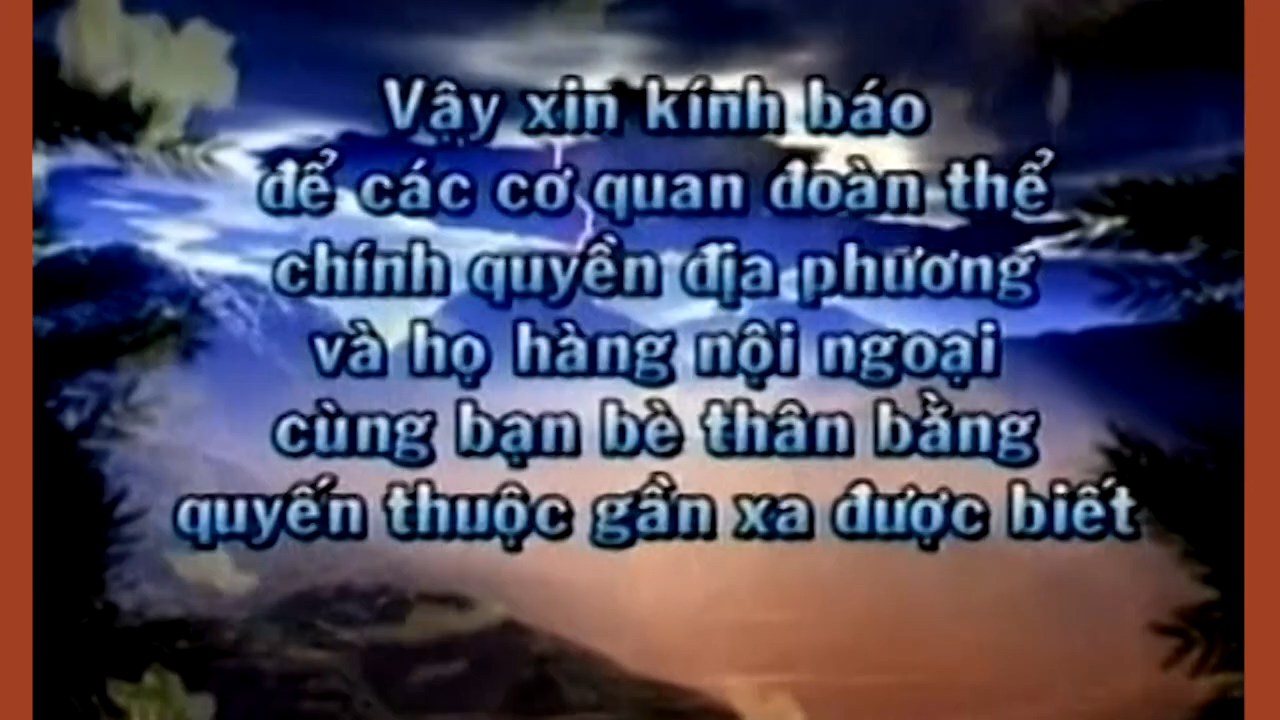 Vậy xin kính báo
để các cơ quan đoàn thể
chính quyền địa phương
và họ hàng nội ngoại
cùng bạn bè thân bằng
quyến thuộc gần xa được biết